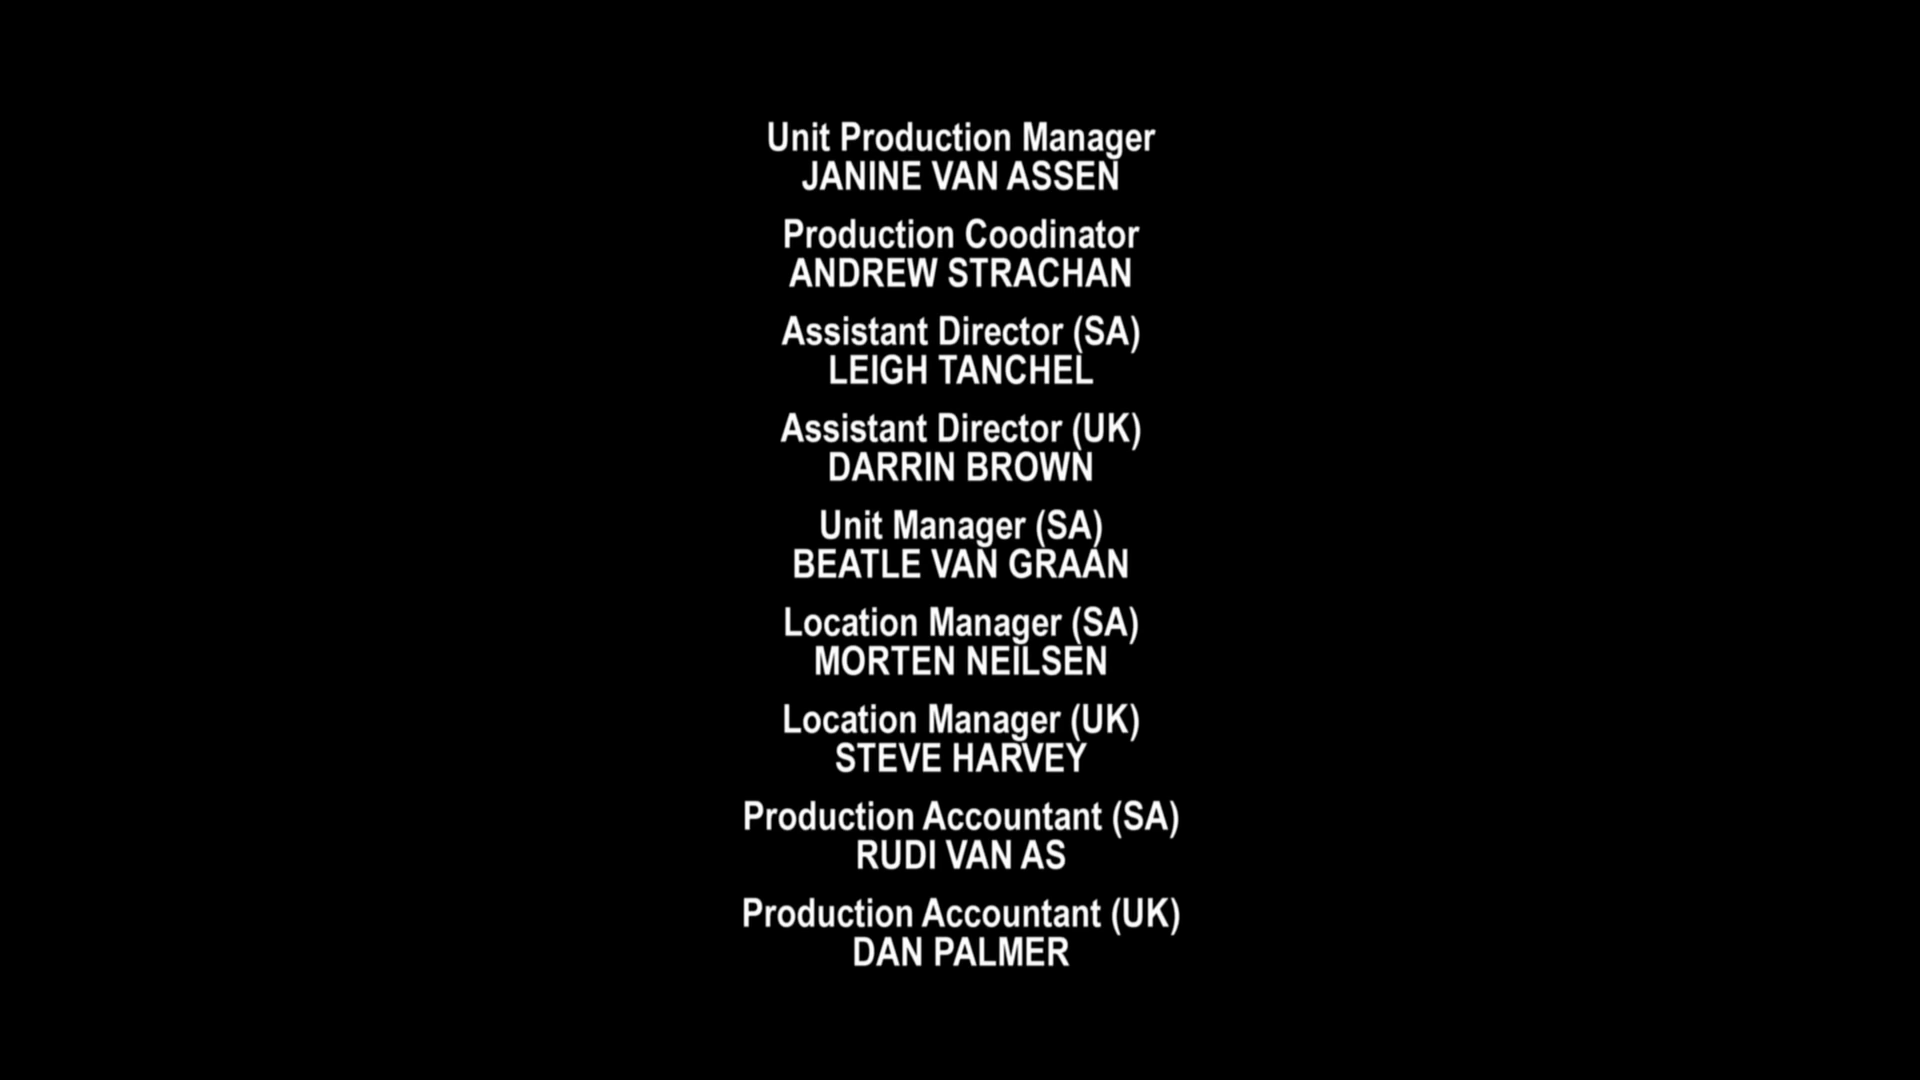 Unit Production Manager
JANINE VAN ASSEN
Production Coodinator
ANDREW STRACHAN
Assistant Director (SA)
LEIGH TANCHEL
Assistant Director (UK)
DARRIN BROWN
Unit Manager (SA)
BEATLE VAN GRAAN
Location Manager (SA)
MORTEN NEILSEN
Location Manager (UK)
STEVE HARVEY
Production Accountant (SA)
RUDI VAN AS
Production Accountant (UK)
DAN PALMER